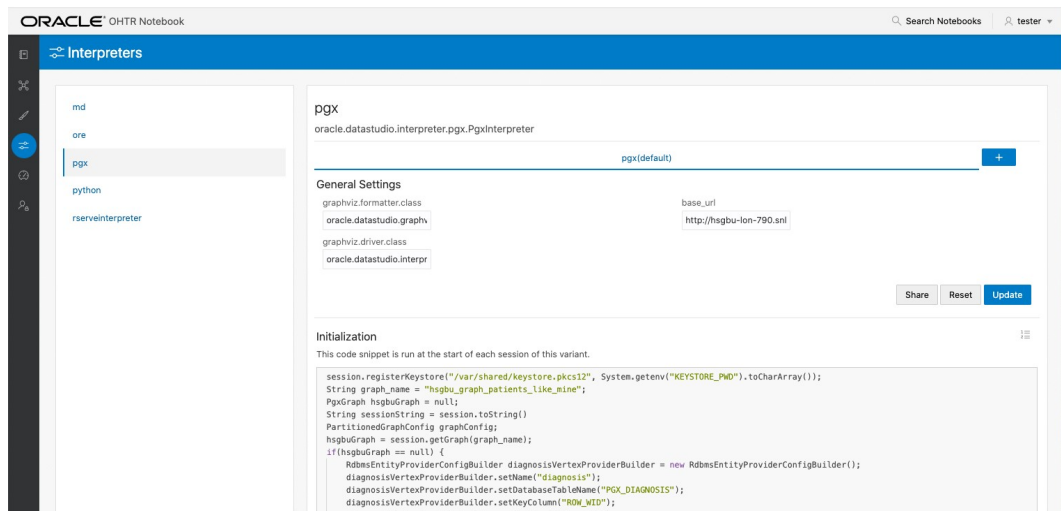 ORACLE OHTR Notebook
Search Notebooks
tester
Interpreters
md
ore
pgx
python
rserveinterpreter
pgx
oracle.datastudio.interpreter.pgx.PgxInterpreter
pgx(default)
+
General Settings
graphviz.formatter.class
base_url
oracle.datastudio.graphv
http://hsgbu-lon-790.snl
graphviz.driver.class
oracle.datastudio.interpr
Share Reset Update
Initialization
This code snippet is run at the start of each session of this variant.
session.registerKeystore("/var/shared/keystore.pkcs12", System.getenv("KEYSTORE_PWD").toCharArray());
String graph_name = "hsgbu_graph_patients_like_mine";
PgxGraph hsgbuGraph = null;
String sessionString = session.toString()
PartitionedGraphConfig graphConfig;
hsgbuGraph = session.getGraph(graph_name);
if(hsgbuGraph == null) {
RdbmsEntityProviderConfigBuilder diagnosisVertexProviderBuilder = new RdbmsEntityProviderConfigBuilder();
diagnosisVertexProviderBuilder.setName("diagnosis");
diagnosisVertexProviderBuilder.setDatabaseTableName("PGX_DIAGNOSIS");
diagnosisVertexProviderBuilder.setKeyColumn("ROW_WID");